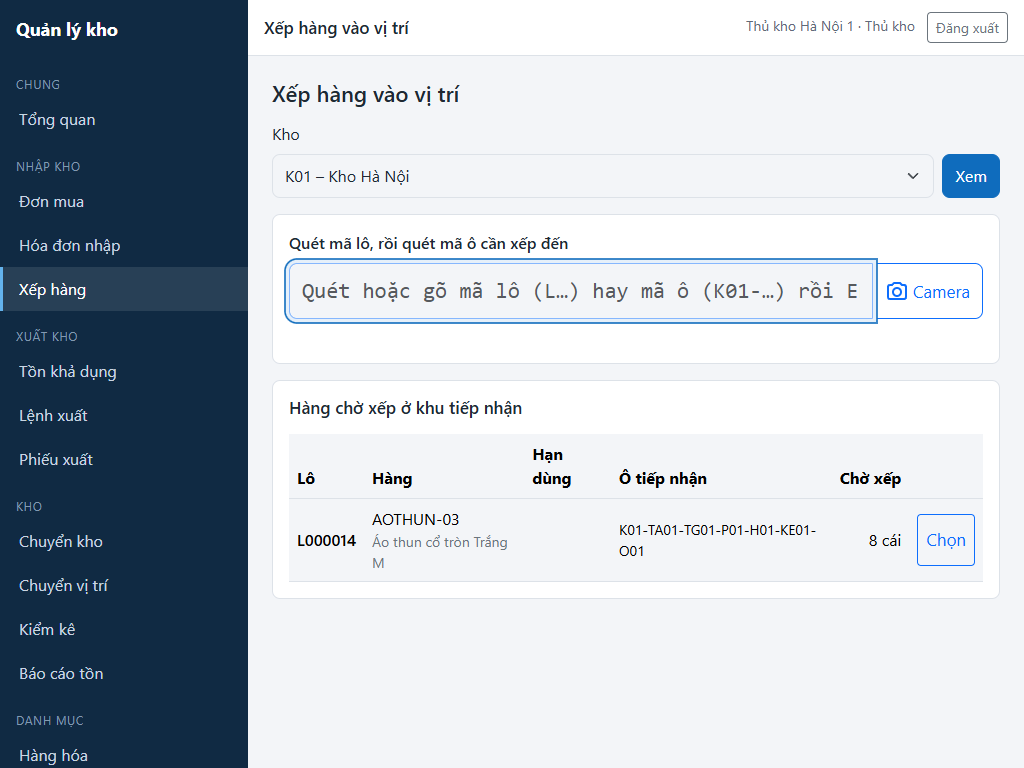 Quản lý kho
CHUNG
Tổng quan
NHẬP KHO
Đơn mua
Hóa đơn nhập
Xếp hàng
XUẤT KHO
Tồn khả dụng
Lệnh xuất
Phiếu xuất
KHO
Chuyển kho
Chuyển vị trí
Kiểm kê
Báo cáo tồn
DANH MỤC
Hàng hóa
Xếp hàng vào vị trí
Thủ kho Hà Nội 1 · Thủ kho
Đăng xuất
Xếp hàng vào vị trí
Kho
K01 – Kho Hà Nội
Xem
Quét mã lô, rồi quét mã ô cần xếp đến
Quét hoặc gõ mã lô (L…) hay mã ô (K01-…) rồi E
Camera
Hàng chờ xếp ở khu tiếp nhận
Lô
Hàng
Hạn
dùng
Ô tiếp nhận
Chờ xếp
L000014
AOTHUN-03
Áo thun cổ tròn Trắng
M
K01-TA01-TG01-P01-H01-KE01-
O01
8 cái
Chọn